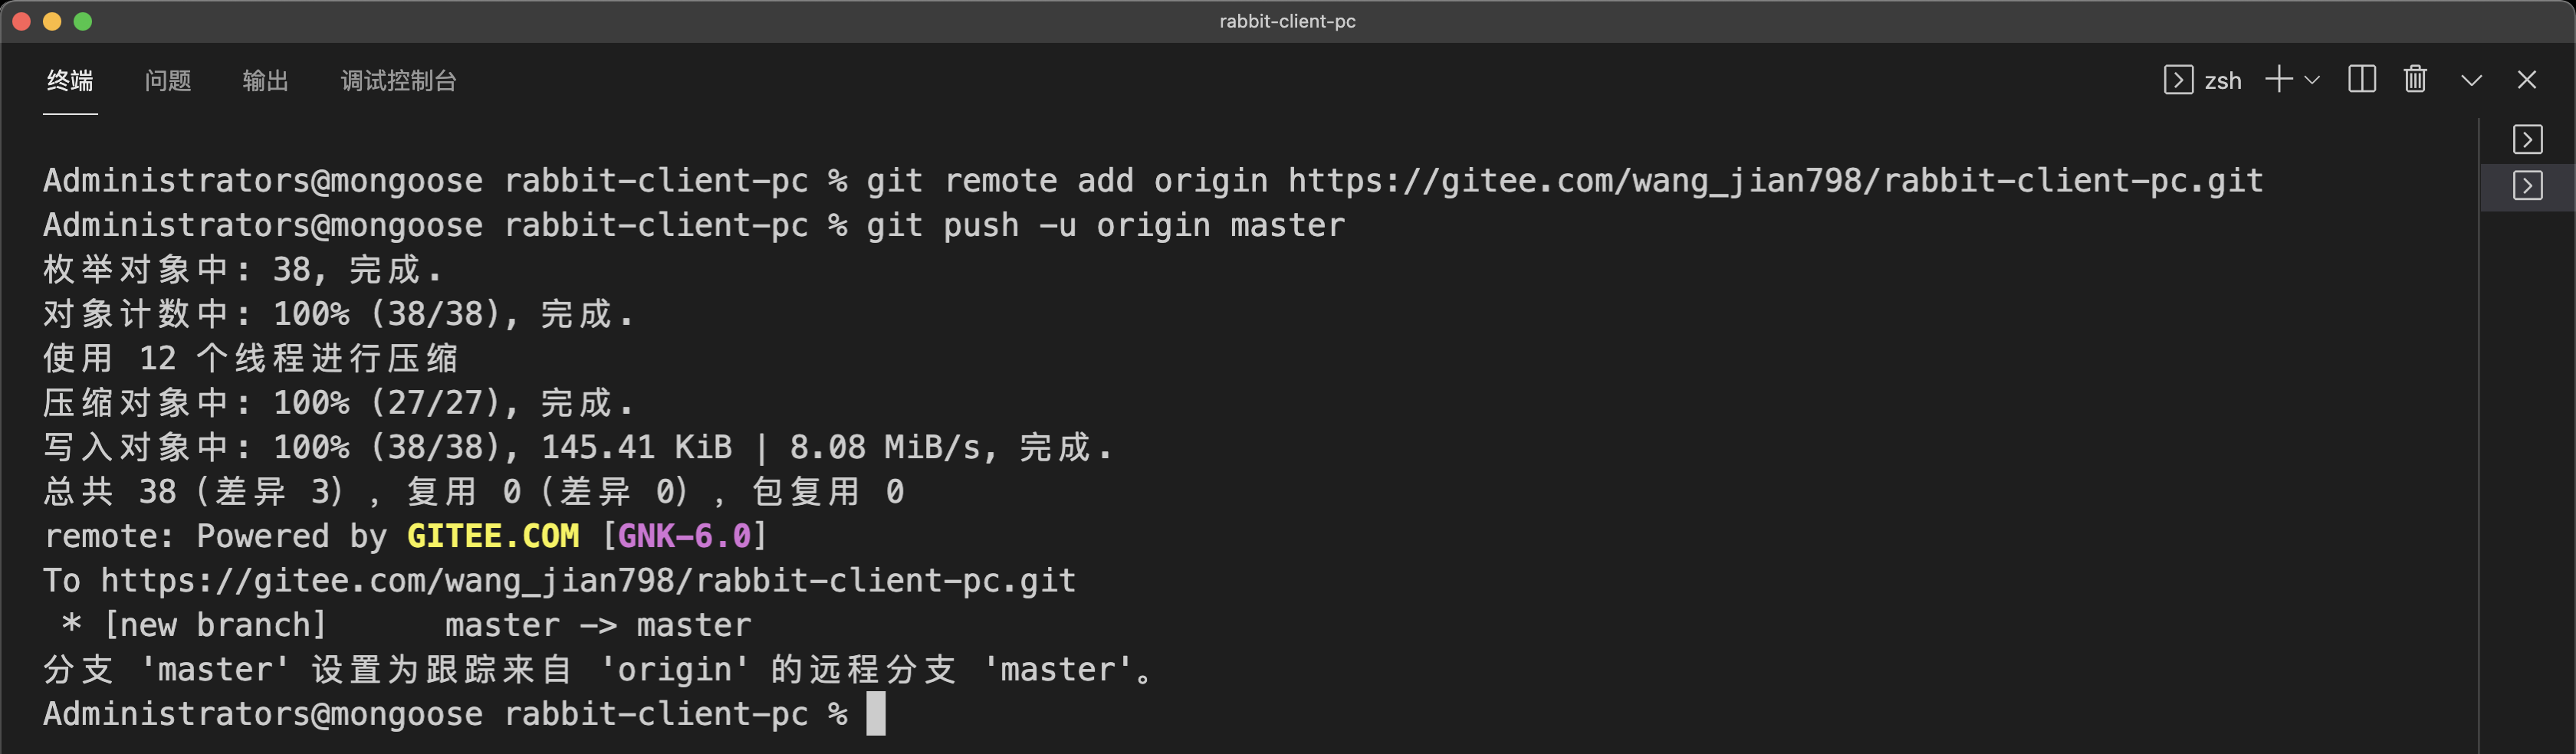 rabbit-client-pc
终端 问题 输出 调试控制台 zsh
Administrators@mongoose rabbit-client-pc % git remote add origin https://gitee.com/wang_jian798/rabbit-client-pc.git
Administrators@mongoose rabbit-client-pc % git push -u origin master
枚举对象中: 38, 完成.
对象计数中: 100% (38/38), 完成.
使用 12 个线程进行压缩
压缩对象中: 100% (27/27), 完成.
写入对象中: 100% (38/38), 145.41 KiB | 8.08 MiB/s, 完成.
总共 38（差异 3），复用 0（差异 0），包复用 0
remote: Powered by GITEE.COM [GNK-6.0]
To https://gitee.com/wang_jian798/rabbit-client-pc.git
 * [new branch]      master -> master
分支 'master' 设置为跟踪来自 'origin' 的远程分支 'master'。
Administrators@mongoose rabbit-client-pc %